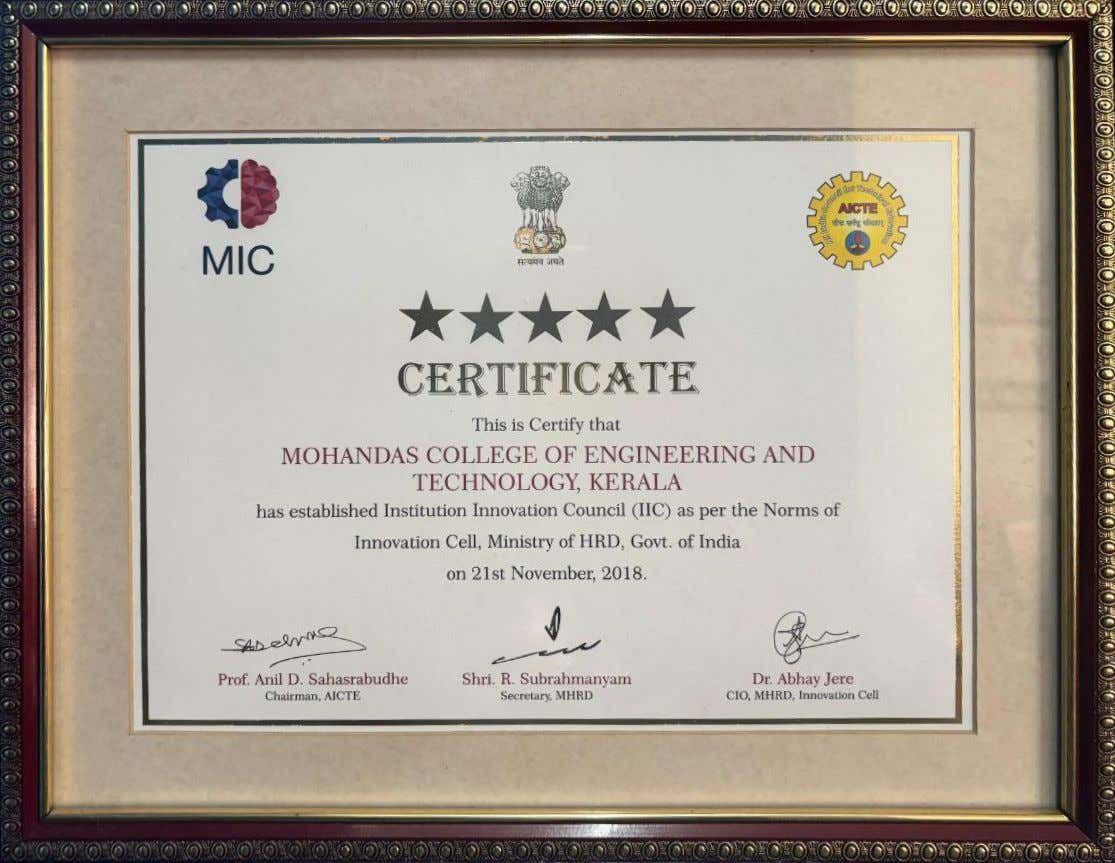 MIC
सत्यमेव जयते
AICTE
CERTIFICATE
This is Certify that
MOHANDAS COLLEGE OF ENGINEERING AND
TECHNOLOGY, KERALA
has established Institution Innovation Council (IIC) as per the Norms of
Innovation Cell, Ministry of HRD, Govt. of India
on 21st November, 2018.
Prof. Anil D. Sahasrabudhe
Chairman, AICTE
Shri. R. Subrahmanyam
Secretary, MHRD
Dr. Abhay Jere
CIO, MHRD, Innovation Cell